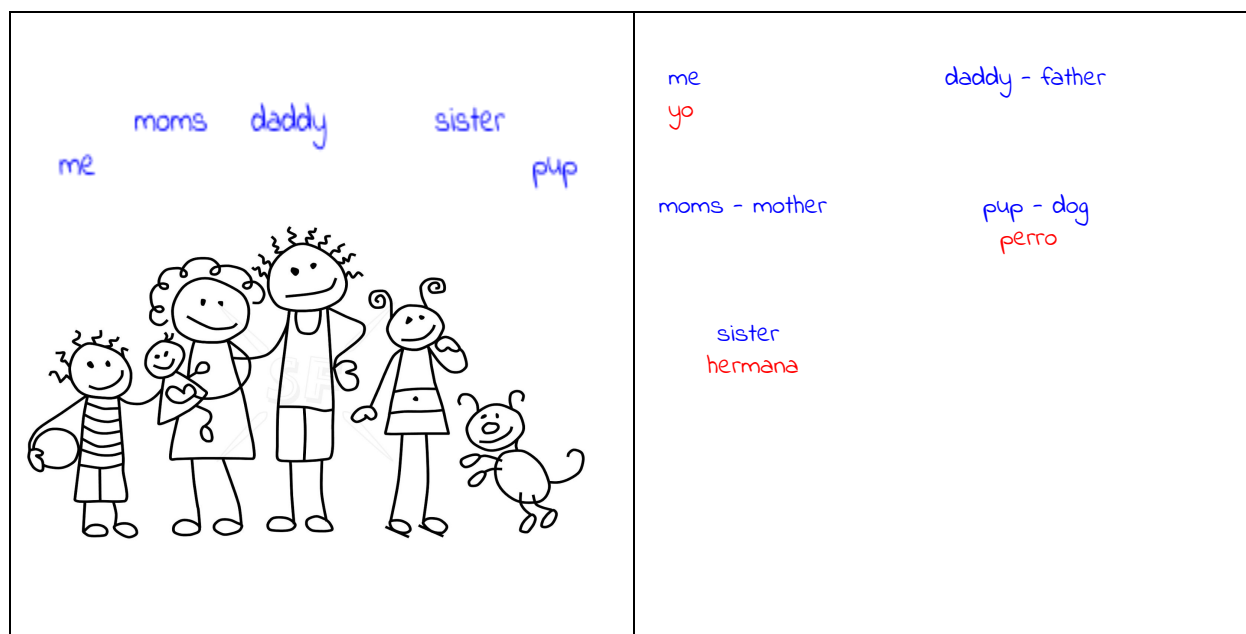 moms daddy sister
me pup
me daddy - father
yo
moms - mother pup - dog
perro
sister
hermana